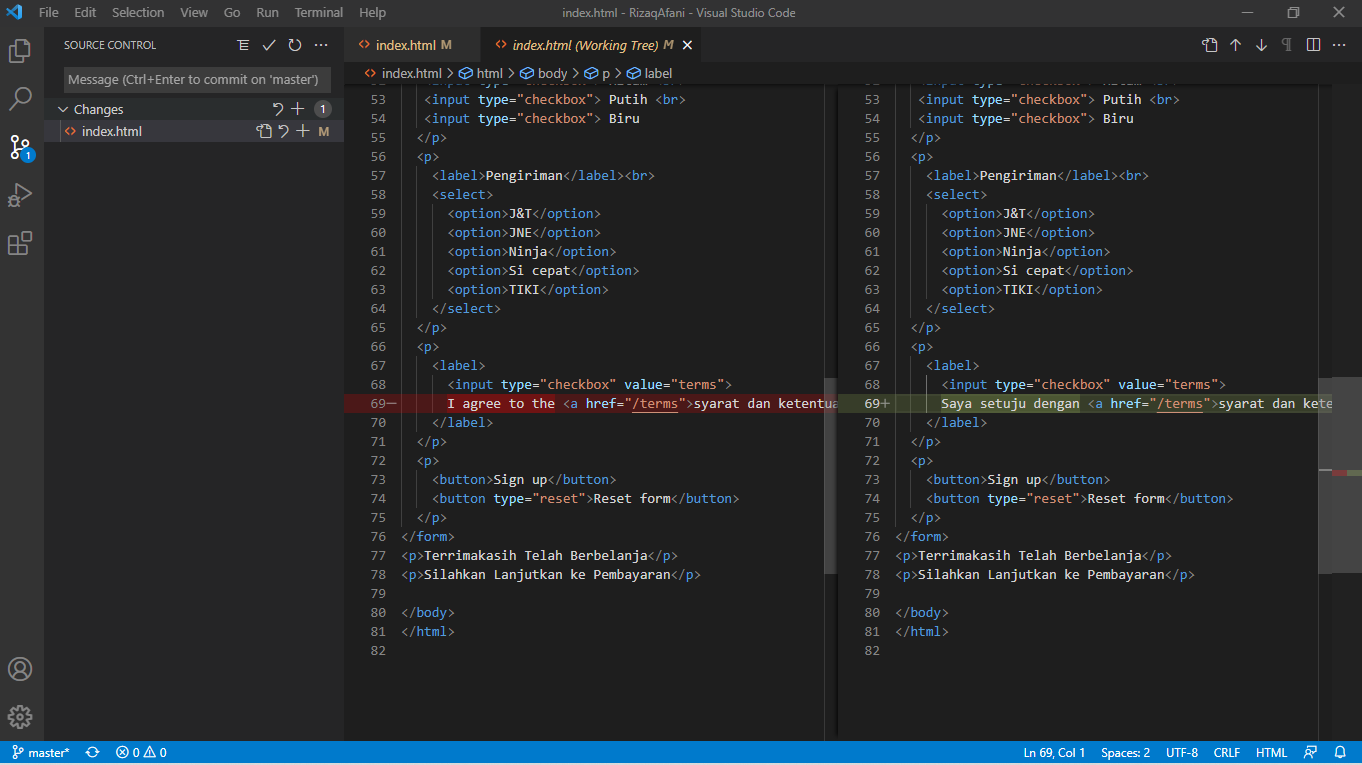 File Edit Selection View Go Run Terminal Help
index.html - RizaqAfani - Visual Studio Code
SOURCE CONTROL
Message (Ctrl+Enter to commit on 'master')
Changes 1
index.html M
1
index.html M
index.html (Working Tree) M
index.html > html > body > p > label
53 <input type="checkbox"> Putih <br>
54 <input type="checkbox"> Biru
55 </p>
56 <p>
57 <label>Pengiriman</label><br>
58 <select>
59 <option>J&T</option>
60 <option>JNE</option>
61 <option>Ninja</option>
62 <option>Si cepat</option>
63 <option>TIKI</option>
64 </select>
65 </p>
66 <p>
67 <label>
68 <input type="checkbox" value="terms">
69— I agree to the <a href="/terms">syarat dan ketentua
70 </label>
71 </p>
72 <p>
73 <button>Sign up</button>
74 <button type="reset">Reset form</button>
75 </p>
76 </form>
77 <p>Terrimakasih Telah Berbelanja</p>
78 <p>Silahkan Lanjutkan ke Pembayaran</p>
79
80 </body>
81 </html>
82
53 <input type="checkbox"> Putih <br>
54 <input type="checkbox"> Biru
55 </p>
56 <p>
57 <label>Pengiriman</label><br>
58 <select>
59 <option>J&T</option>
60 <option>JNE</option>
61 <option>Ninja</option>
62 <option>Si cepat</option>
63 <option>TIKI</option>
64 </select>
65 </p>
66 <p>
67 <label>
68 <input type="checkbox" value="terms">
69+ Saya setuju dengan <a href="/terms">syarat dan kete
70 </label>
71 </p>
72 <p>
73 <button>Sign up</button>
74 <button type="reset">Reset form</button>
75 </p>
76 </form>
77 <p>Terrimakasih Telah Berbelanja</p>
78 <p>Silahkan Lanjutkan ke Pembayaran</p>
79
80 </body>
81 </html>
82
master* 0 0 Ln 69, Col 1 Spaces: 2 UTF-8 CRLF HTML